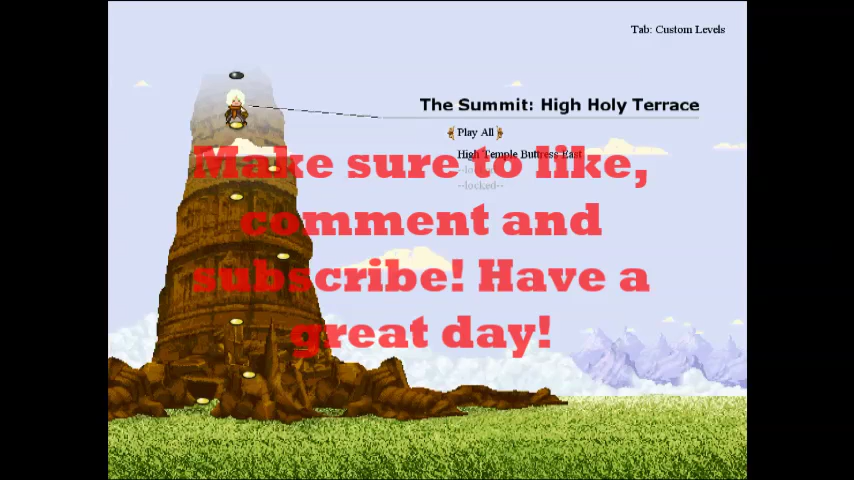 Tab: Custom Levels
The Summit: High Holy Terrace
Play All
High Temple Buttress East
Make sure to like,
--locked--
comment and
subscribe! Have a
great day!